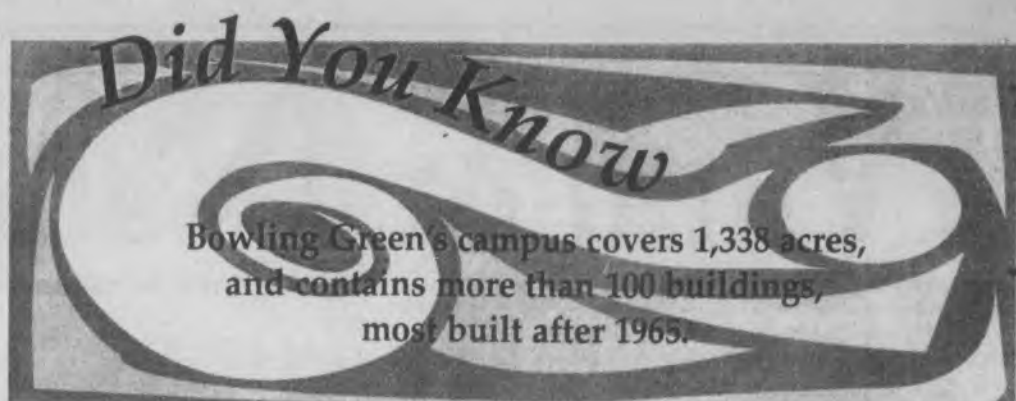 Did You Know
Bowling Green's campus covers 1,338 acres,
and contains more than 100 buildings,
most built after 1965.